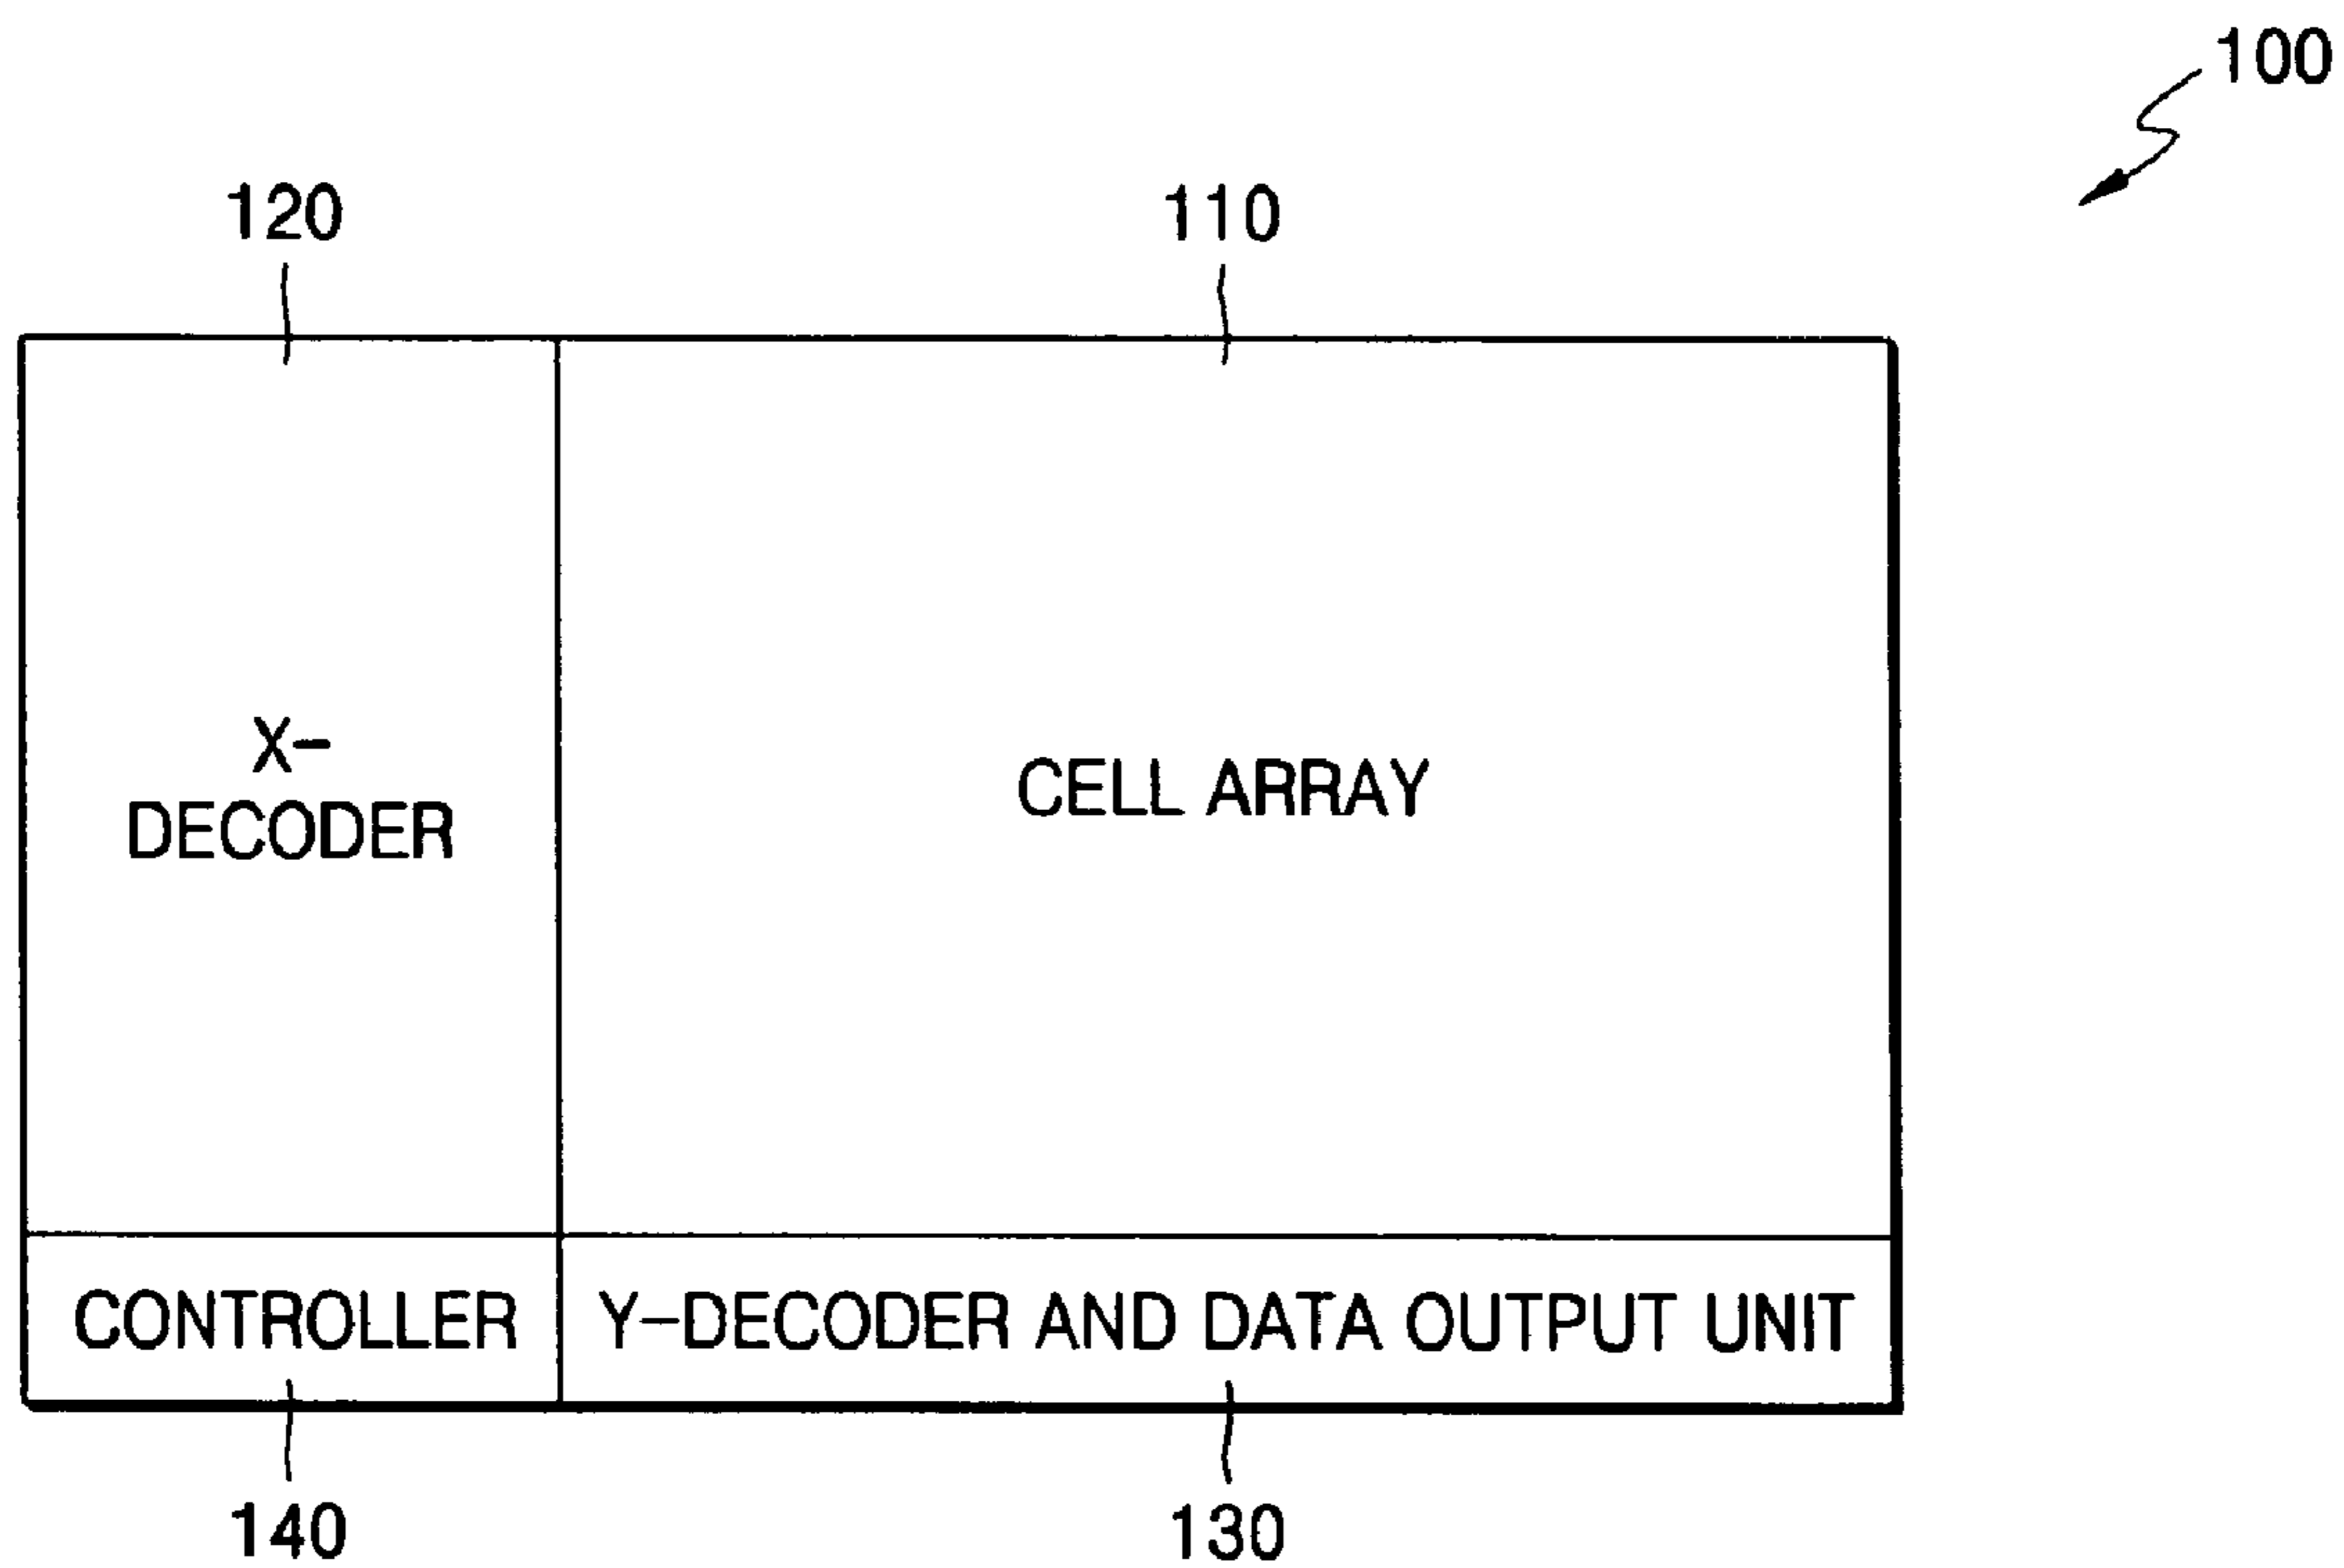 100
120
110
X-
DECODER
CELL ARRAY
CONTROLLER
Y-DECODER AND DATA OUTPUT UNIT
140
130